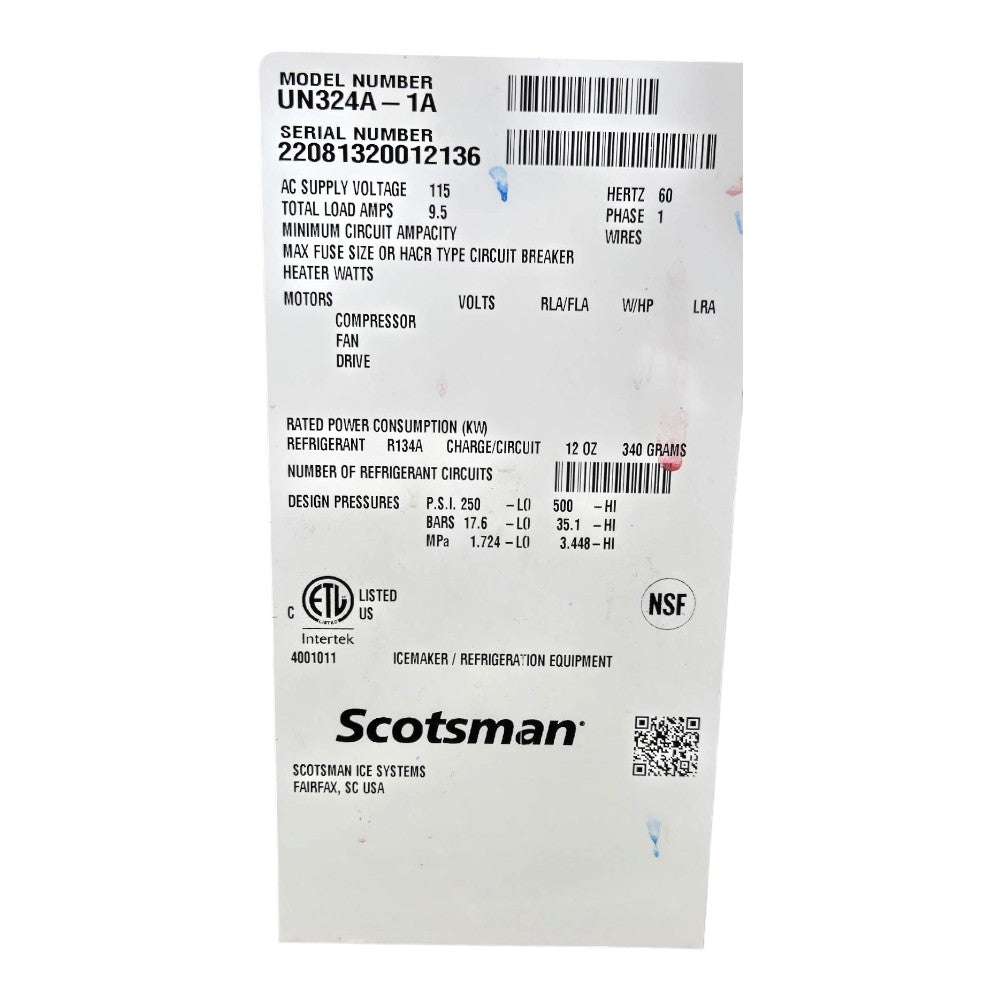 MODEL NUMBER
UN324A-1A
SERIAL NUMBER
22081320012136
AC SUPPLY VOLTAGE 115 HERTZ 60
TOTAL LOAD AMPS 9.5 PHASE 1
MINIMUM CIRCUIT AMPACITY WIRES
MAX FUSE SIZE OR HACR TYPE CIRCUIT BREAKER
HEATER WATTS
MOTORS VOLTS RLA/FLA W/HP LRA
COMPRESSOR
FAN
DRIVE
RATED POWER CONSUMPTION (KW)
REFRIGERANT R134A CHARGE/CIRCUIT 12 OZ 340 GRAMS
NUMBER OF REFRIGERANT CIRCUITS
DESIGN PRESSURES P.S.I. 250 -LO 500 -HI
BARS 17.6 -LO 35.1 -HI
MPa 1.724 -LO 3.448-HI
C ETL LISTED US
Intertek
NSF
4001011 ICEMAKER / REFRIGERATION EQUIPMENT
Scotsman
SCOTSMAN ICE SYSTEMS
FAIRFAX, SC USA